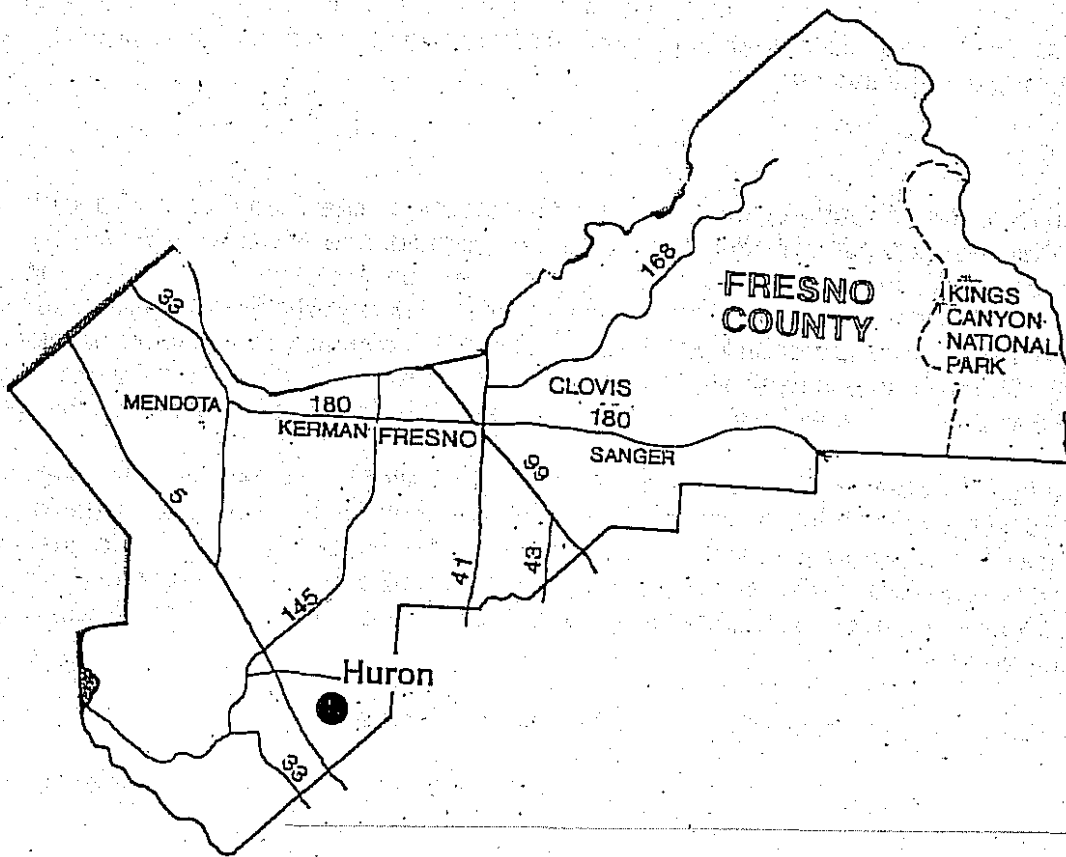 168
FRESNO
COUNTY
KINGS
CANYON
NATIONAL
PARK
33
MENDOTA
180
KERMAN
FRESNO
CLOVIS
180
SANGER
99
5
41
43
145
Huron
33